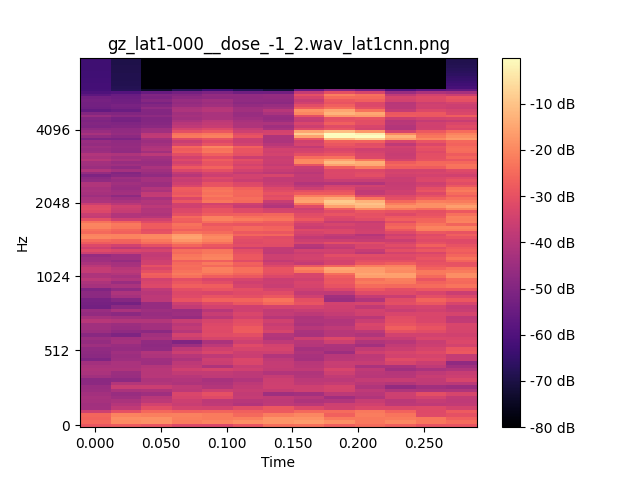 gz_lat1-000__dose_-1_2.wav_lat1cnn.png
Hz
4096
2048
1024
512
0
0.000 0.050 0.100 0.150 0.200 0.250
Time
-10 dB
-20 dB
-30 dB
-40 dB
-50 dB
-60 dB
-70 dB
-80 dB